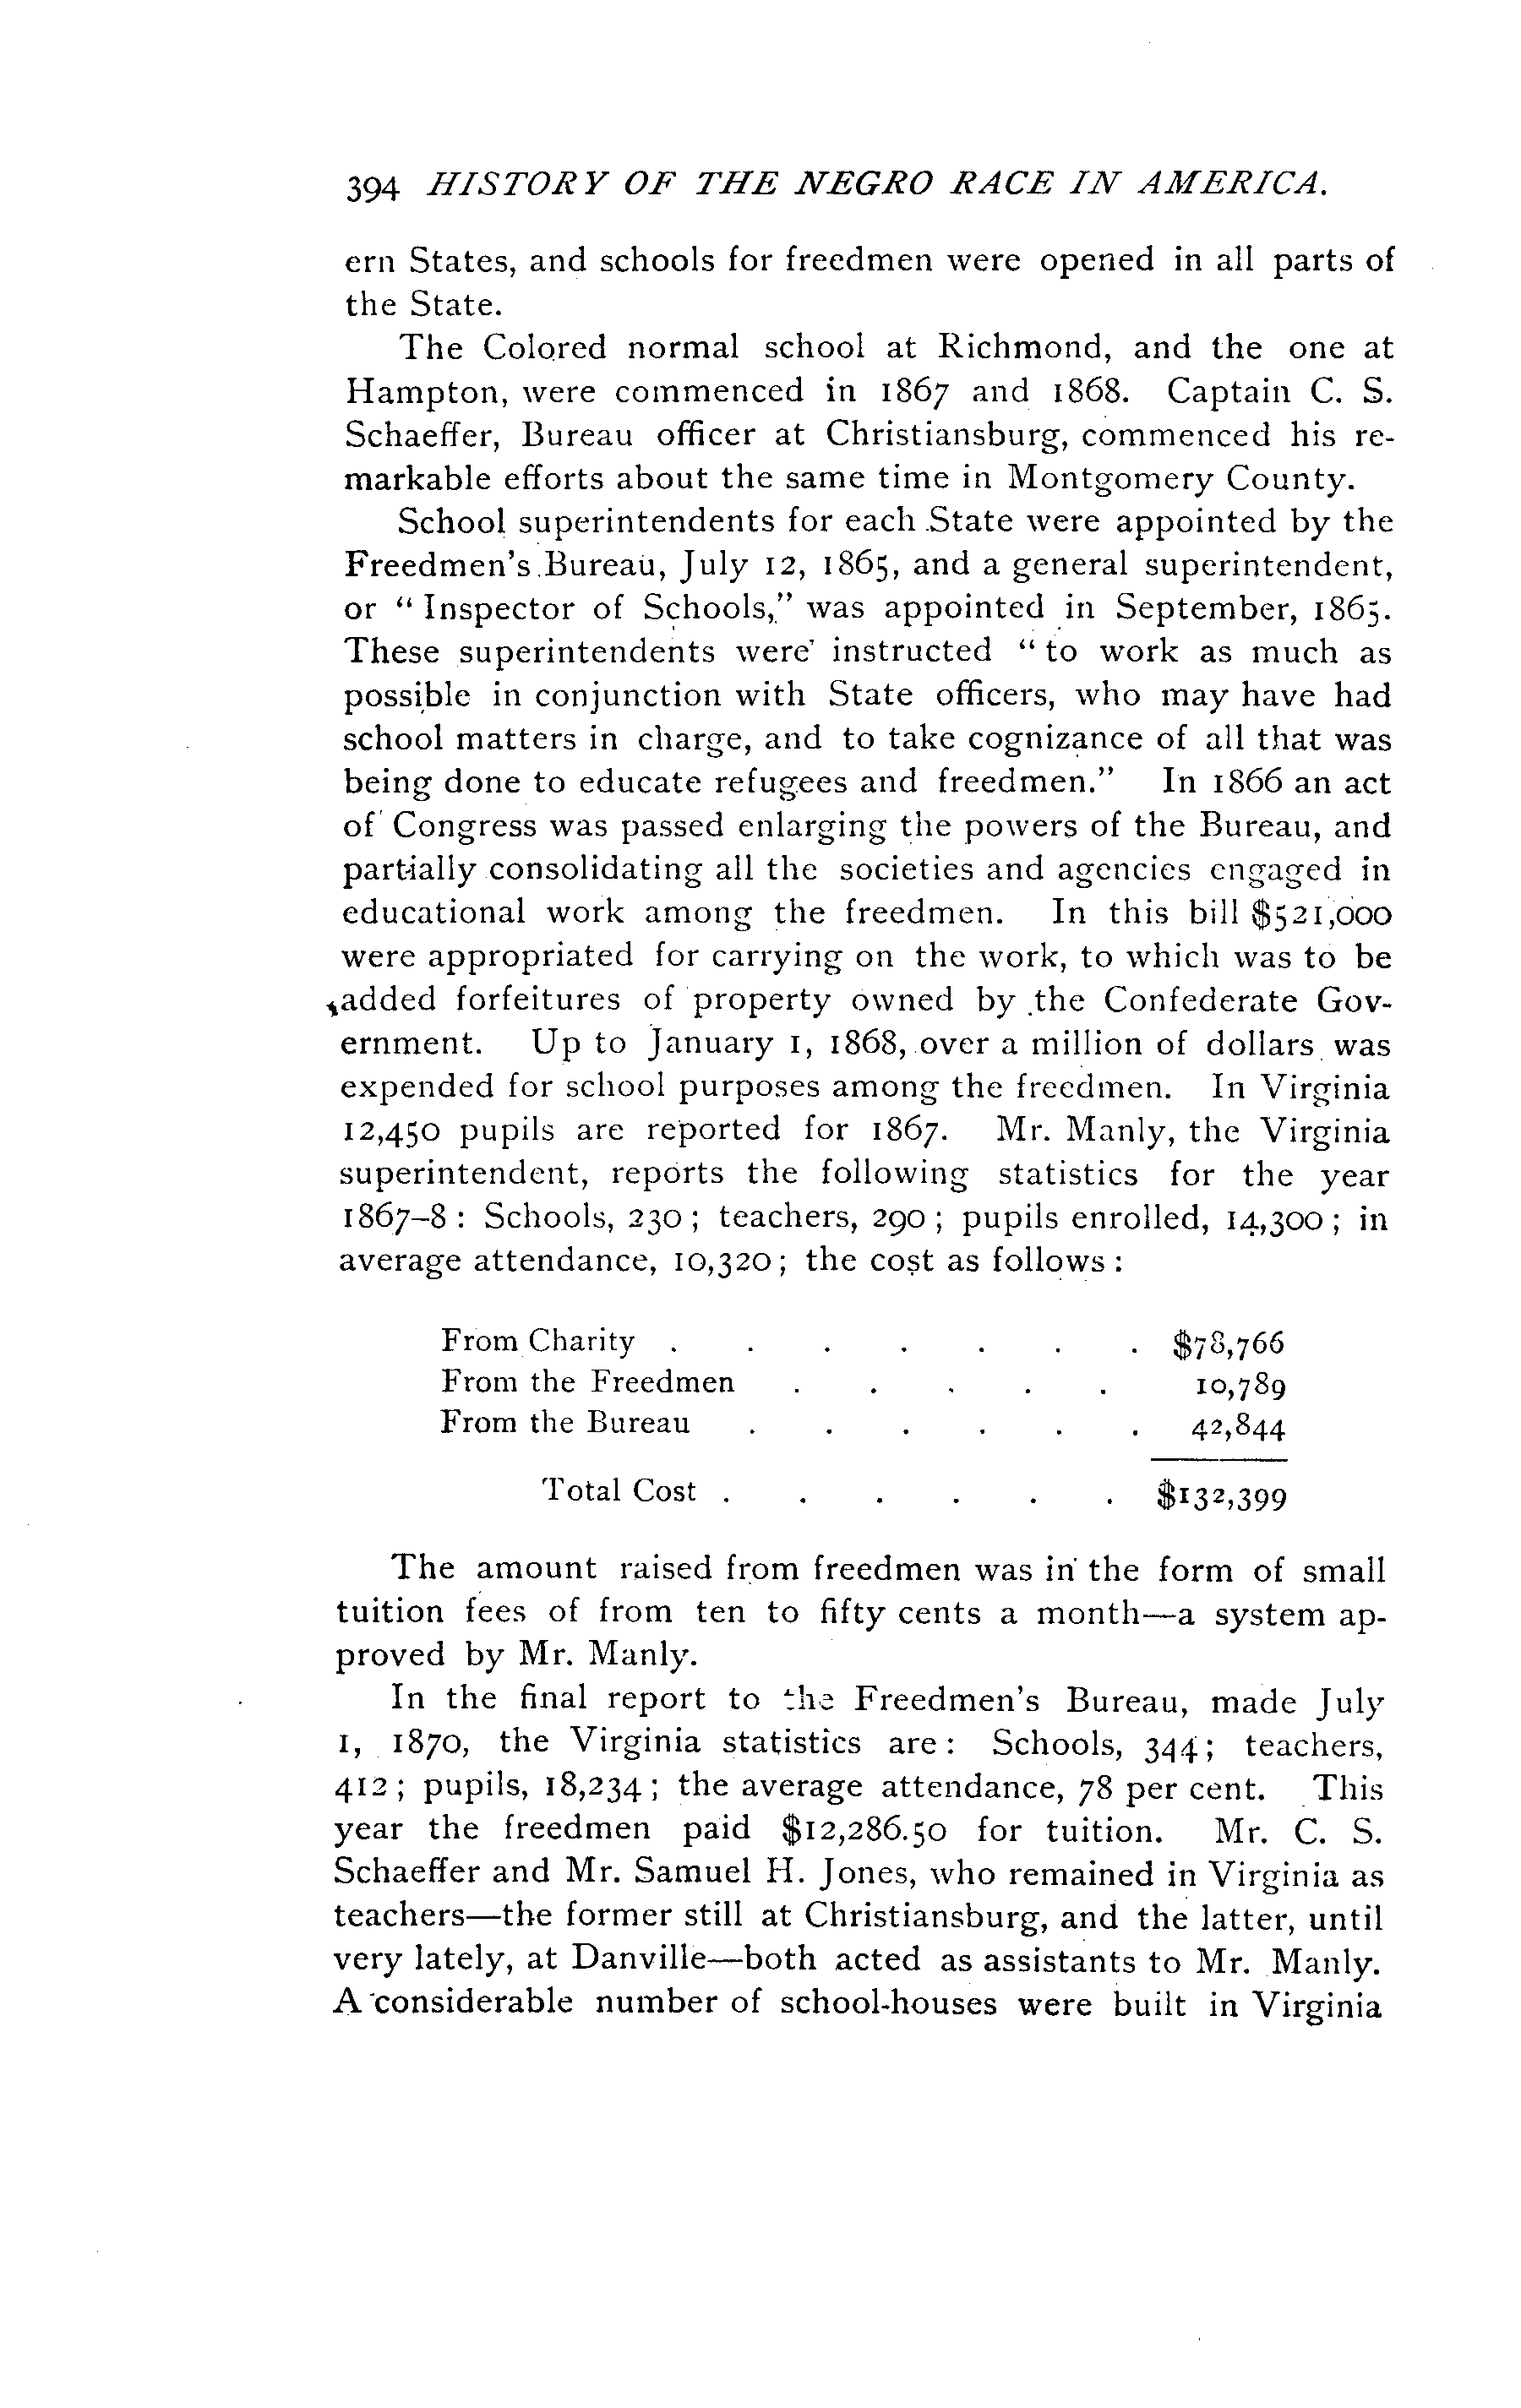 394 HISTORY OF THE NEGRO RACE IN AMERICA.
ern States, and schools for freedmen were opened in all parts of
the State.
The Colored normal school at Richmond, and the one at
Hampton, were commenced in 1867 and 1868. Captain C. S.
Schaeffer, Bureau officer at Christiansburg, commenced his re-
markable efforts about the same time in Montgomery County.
School superintendents for each State were appointed by the
Freedmen's Bureau, July 12, 1865, and a general superintendent,
or "Inspector of Schools," was appointed in September, 1865.
These superintendents were instructed "to work as much as
possible in conjunction with State officers, who may have had
school matters in charge, and to take cognizance of all that was
being done to educate refugees and freedmen." In 1866 an act
of Congress was passed enlarging the powers of the Bureau, and
partially consolidating all the societies and agencies engaged in
educational work among the freedmen. In this bill $521,000
were appropriated for carrying on the work, to which was to be
added forfeitures of property owned by the Confederate Gov-
ernment. Up to January 1, 1868, over a million of dollars was
expended for school purposes among the freedmen. In Virginia
12,450 pupils are reported for 1867. Mr. Manly, the Virginia
superintendent, reports the following statistics for the year
1867–8: Schools, 230; teachers, 290; pupils enrolled, 14,300; in
average attendance, 10,320; the cost as follows:
From Charity . . . . . . . $78,766
From the Freedmen . . . . . 10,789
From the Bureau . . . . . . 42,844
Total Cost . . . . . . $132,399
The amount raised from freedmen was in the form of small
tuition fees of from ten to fifty cents a month—a system ap-
proved by Mr. Manly.
In the final report to the Freedmen's Bureau, made July
1, 1870, the Virginia statistics are: Schools, 344; teachers,
412; pupils, 18,234; the average attendance, 78 per cent. This
year the freedmen paid $12,286.50 for tuition. Mr. C. S.
Schaeffer and Mr. Samuel H. Jones, who remained in Virginia as
teachers—the former still at Christiansburg, and the latter, until
very lately, at Danville—both acted as assistants to Mr. Manly.
A considerable number of school-houses were built in Virginia